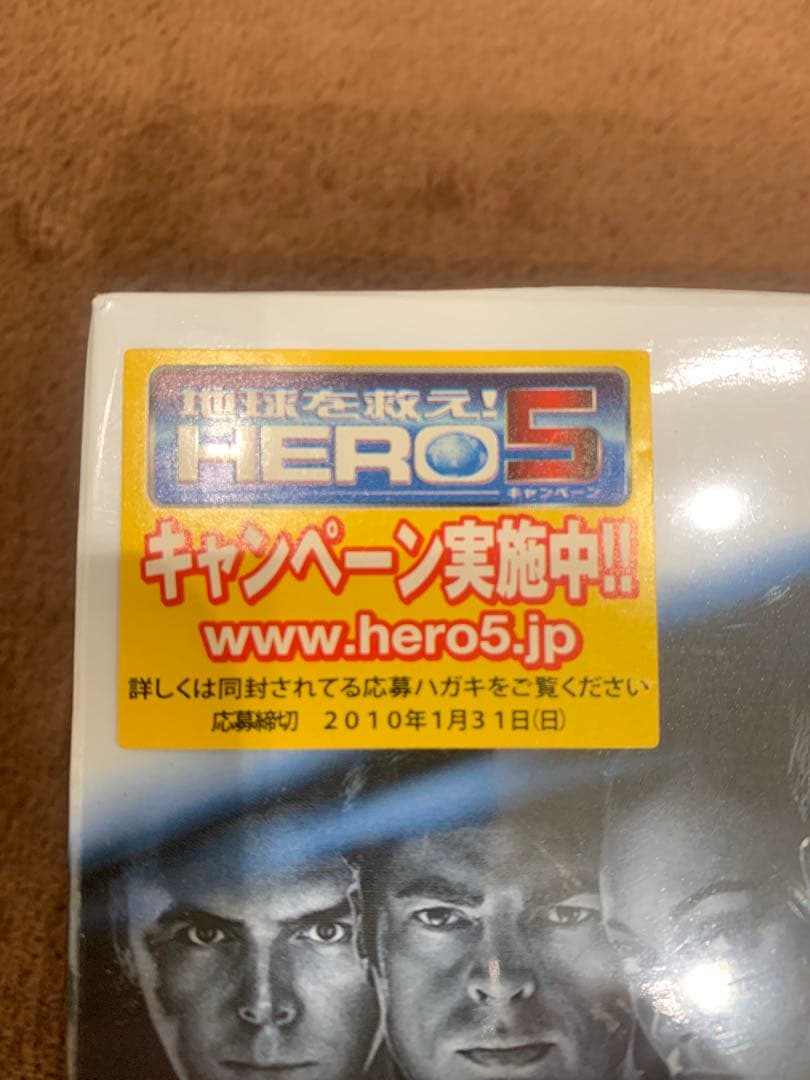 地球を救え!
HERO5
キャンペーン
キャンペーン実施中!!
www.hero5.jp
詳しくは同封されてる応募ハガキをご覧ください
応募締切　2010年1月31日(日)